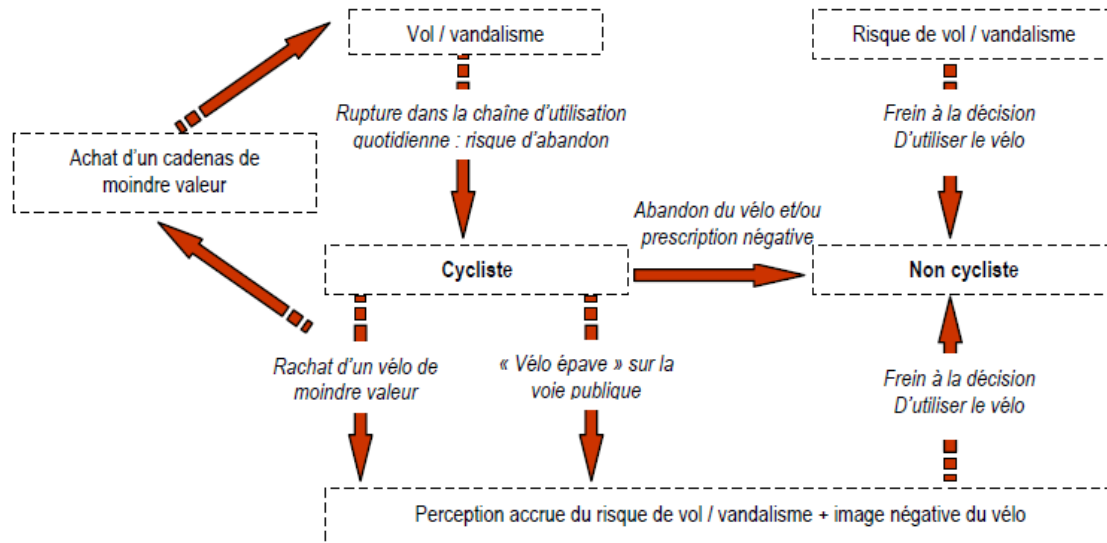 Vol / vandalisme
Risque de vol / vandalisme
Rupture dans la chaîne d'utilisation
quotidienne : risque d'abandon
Frein à la décision
D'utiliser le vélo
Achat d'un cadenas de
moindre valeur
Abandon du vélo et/ou
prescription négative
Cycliste
Non cycliste
Rachat d'un vélo de
moindre valeur
« Vélo épave » sur la
voie publique
Frein à la décision
D'utiliser le vélo
Perception accrue du risque de vol / vandalisme + image négative du vélo